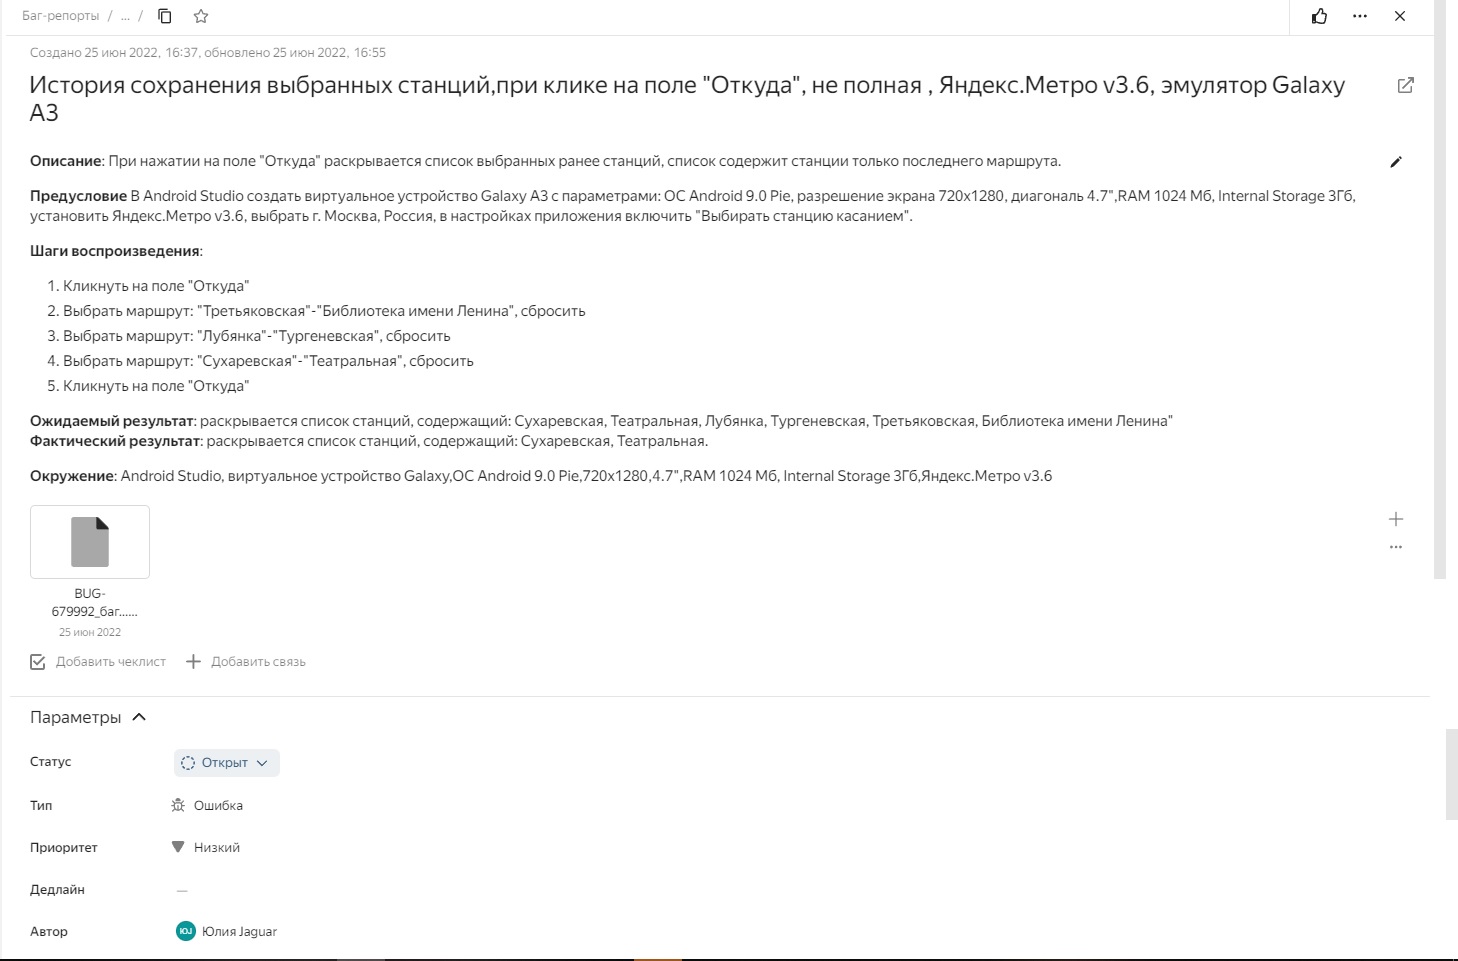 Баг-репорты / ... /
Создано 25 июн 2022, 16:37, обновлено 25 июн 2022, 16:55
История сохранения выбранных станций,при клике на поле "Откуда", не полная , Яндекс.Метро v3.6, эмулятор Galaxy
A3
Описание: При нажатии на поле "Откуда" раскрывается список выбранных ранее станций, список содержит станции только последнего маршрута.
Предусловие В Android Studio создать виртуальное устройство Galaxy A3 с параметрами: ОС Android 9.0 Pie, разрешение экрана 720x1280, диагональ 4.7",RAM 1024 Мб, Internal Storage 3Гб,
установить Яндекс.Метро v3.6, выбрать г. Москва, Россия, в настройках приложения включить "Выбирать станцию касанием".
Шаги воспроизведения:
1. Кликнуть на поле "Откуда"
2. Выбрать маршрут: "Третьяковская"-"Библиотека имени Ленина", сбросить
3. Выбрать маршрут: "Лубянка"-"Тургеневская", сбросить
4. Выбрать маршрут: "Сухаревская"-"Театральная", сбросить
5. Кликнуть на поле "Откуда"
Ожидаемый результат: раскрывается список станций, содержащий: Сухаревская, Театральная, Лубянка, Тургеневская, Третьяковская, Библиотека имени Ленина"
Фактический результат: раскрывается список станций, содержащий: Сухаревская, Театральная.
Окружение: Android Studio, виртуальное устройство Galaxy,ОС Android 9.0 Pie,720x1280,4.7",RAM 1024 Мб, Internal Storage 3Гб,Яндекс.Метро v3.6
BUG-
679992_баг......
25 июн 2022
Добавить чеклист Добавить связь
Параметры
Статус Открыт
Тип Ошибка
Приоритет Низкий
Дедлайн —
Автор ЮJ Юлия Jaguar